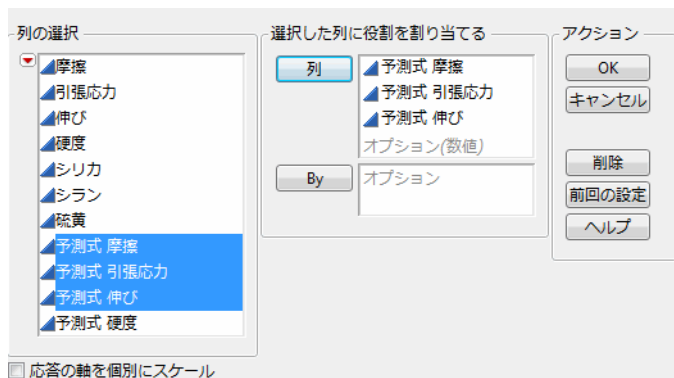 列の選択
摩擦
引張応力
伸び
硬度
シリカ
シラン
硫黄
予測式 摩擦
予測式 引張応力
予測式 伸び
予測式 硬度
応答の軸を個別にスケール
選択した列に役割を割り当てる
列
予測式 摩擦
予測式 引張応力
予測式 伸び
オプション(数値)
By
オプション
アクション
OK
キャンセル
削除
前回の設定
ヘルプ